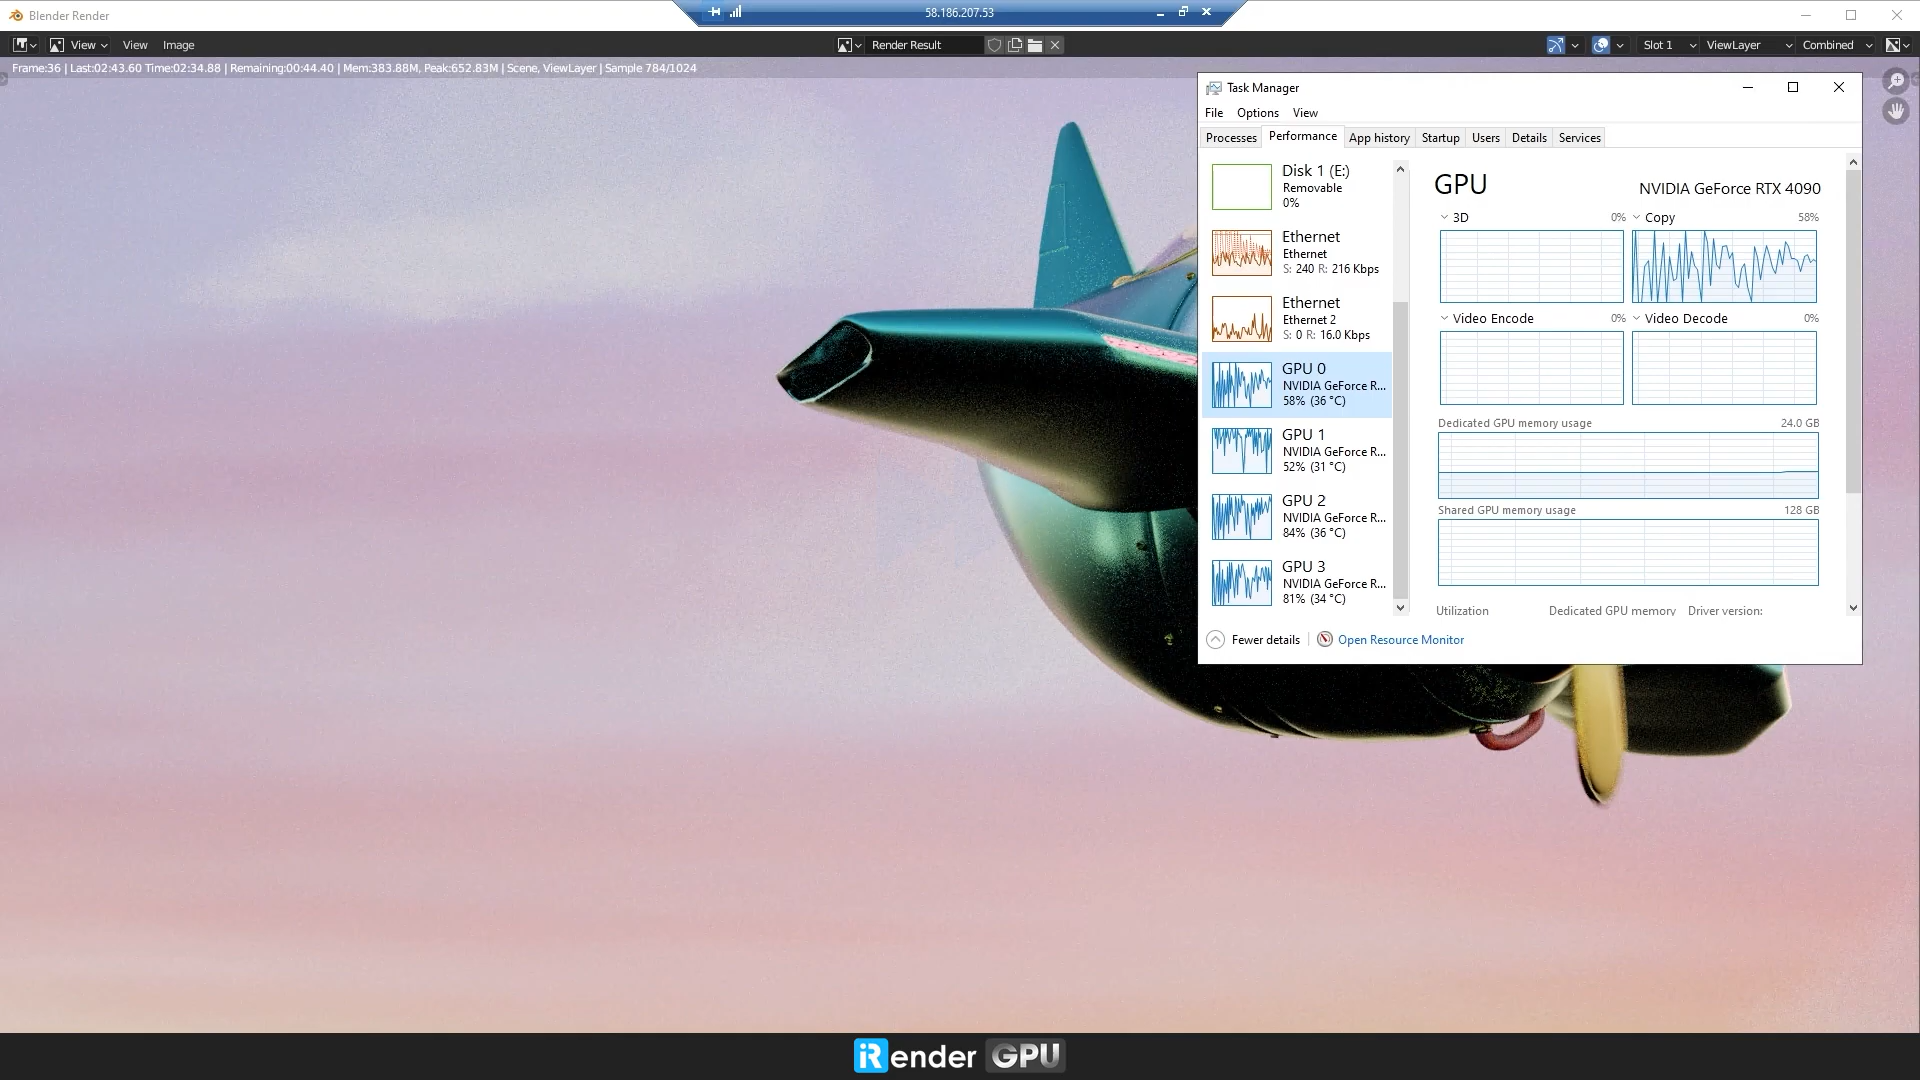 Blender Render
58.186.207.53
View
View
Image
Render Result
Slot 1
ViewLayer
Combined
Frame:36 | Last:02:43.60 Time:02:34.88 | Remaining:00:44.40 | Mem:383.88M, Peak:652.83M | Scene, ViewLayer | Sample 784/1024
Task Manager
File Options View
Processes Performance App history Startup Users Details Services
Disk 1 (E:)
Removable
0%
Ethernet
Ethernet
S: 240 R: 216 Kbps
Ethernet
Ethernet 2
S: 0 R: 16.0 Kbps
GPU 0
NVIDIA GeForce R...
58% (36 °C)
GPU 1
NVIDIA GeForce R...
52% (31 °C)
GPU 2
NVIDIA GeForce R...
84% (36 °C)
GPU 3
NVIDIA GeForce R...
81% (34 °C)
GPU
NVIDIA GeForce RTX 4090
3D 0%
Copy 58%
Video Encode 0%
Video Decode 0%
Dedicated GPU memory usage 24.0 GB
Shared GPU memory usage 128 GB
Utilization Dedicated GPU memory Driver version:
Fewer details
Open Resource Monitor
iRender GPU